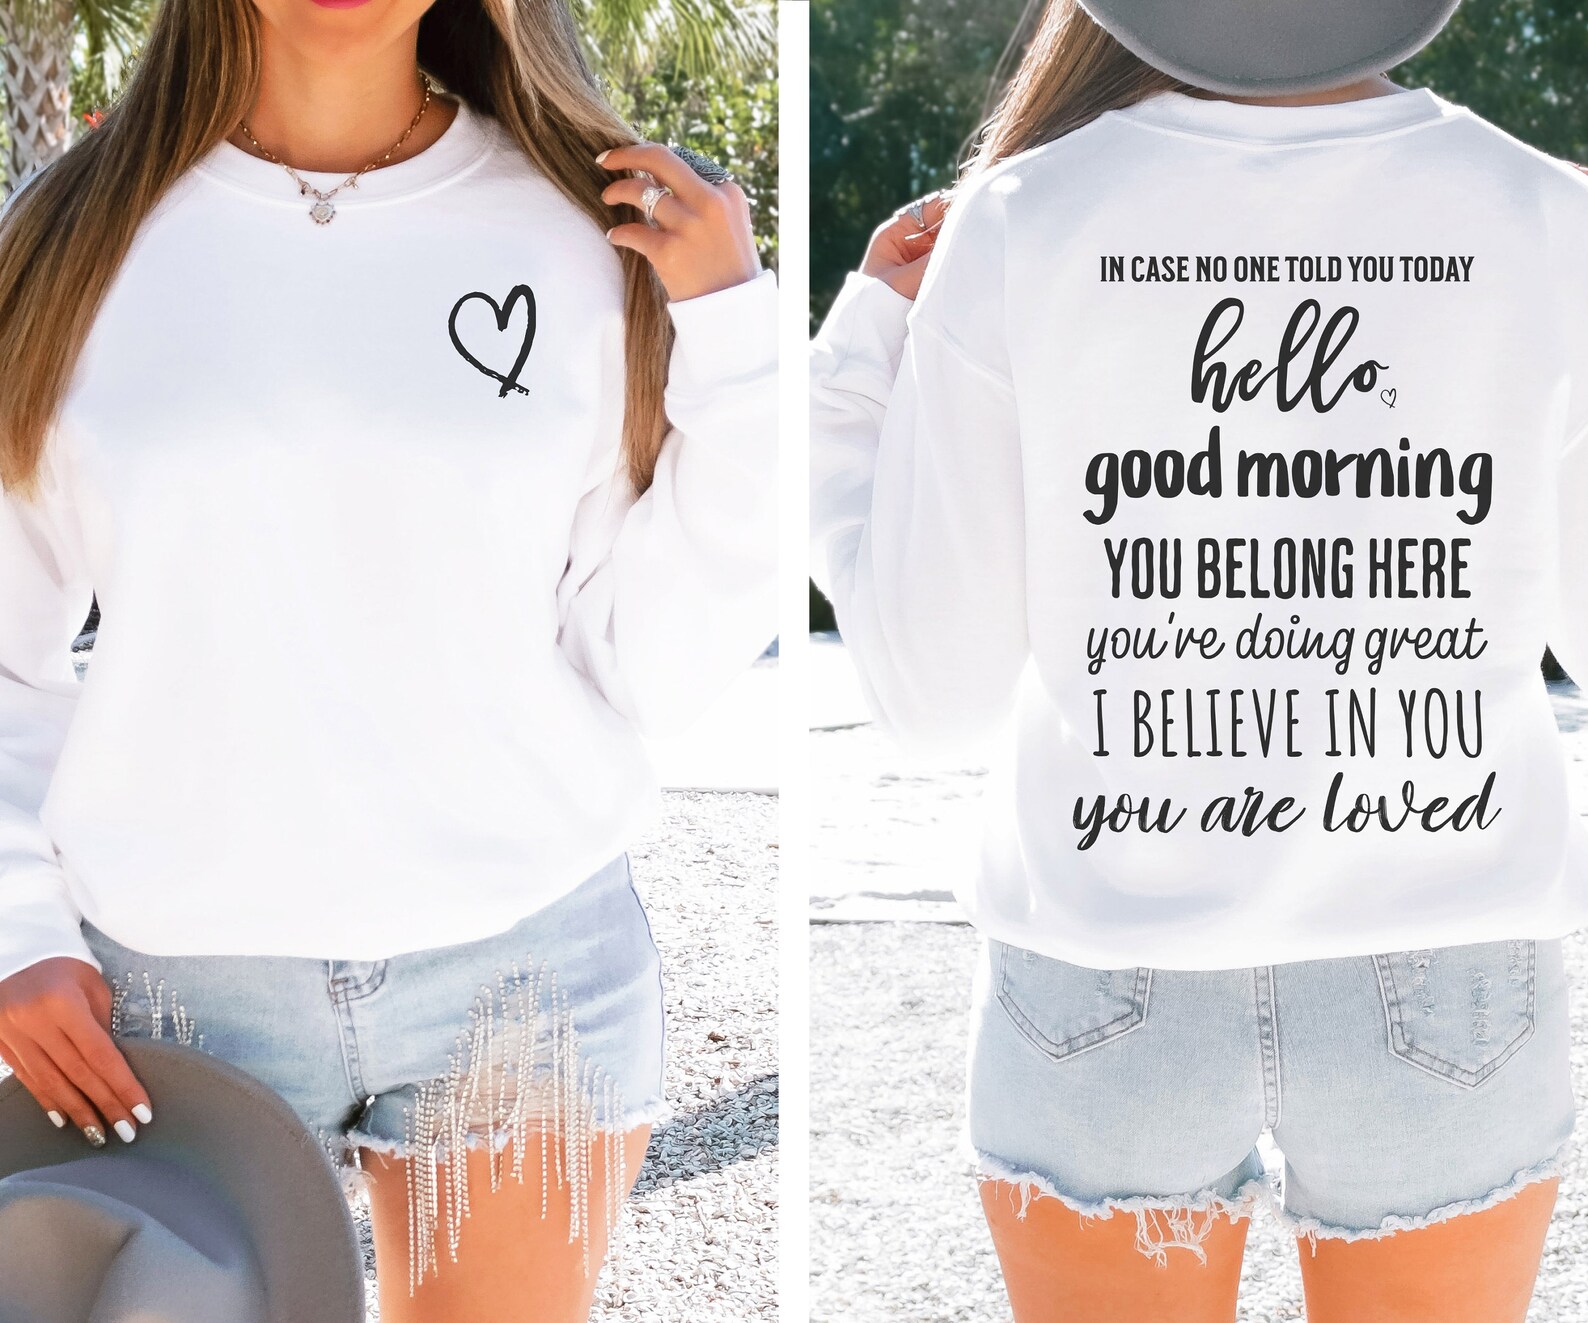 IN CASE NO ONE TOLD YOU TODAY
hello
good morning
YOU BELONG HERE
you're doing great
I BELIEVE IN YOU
you are loved